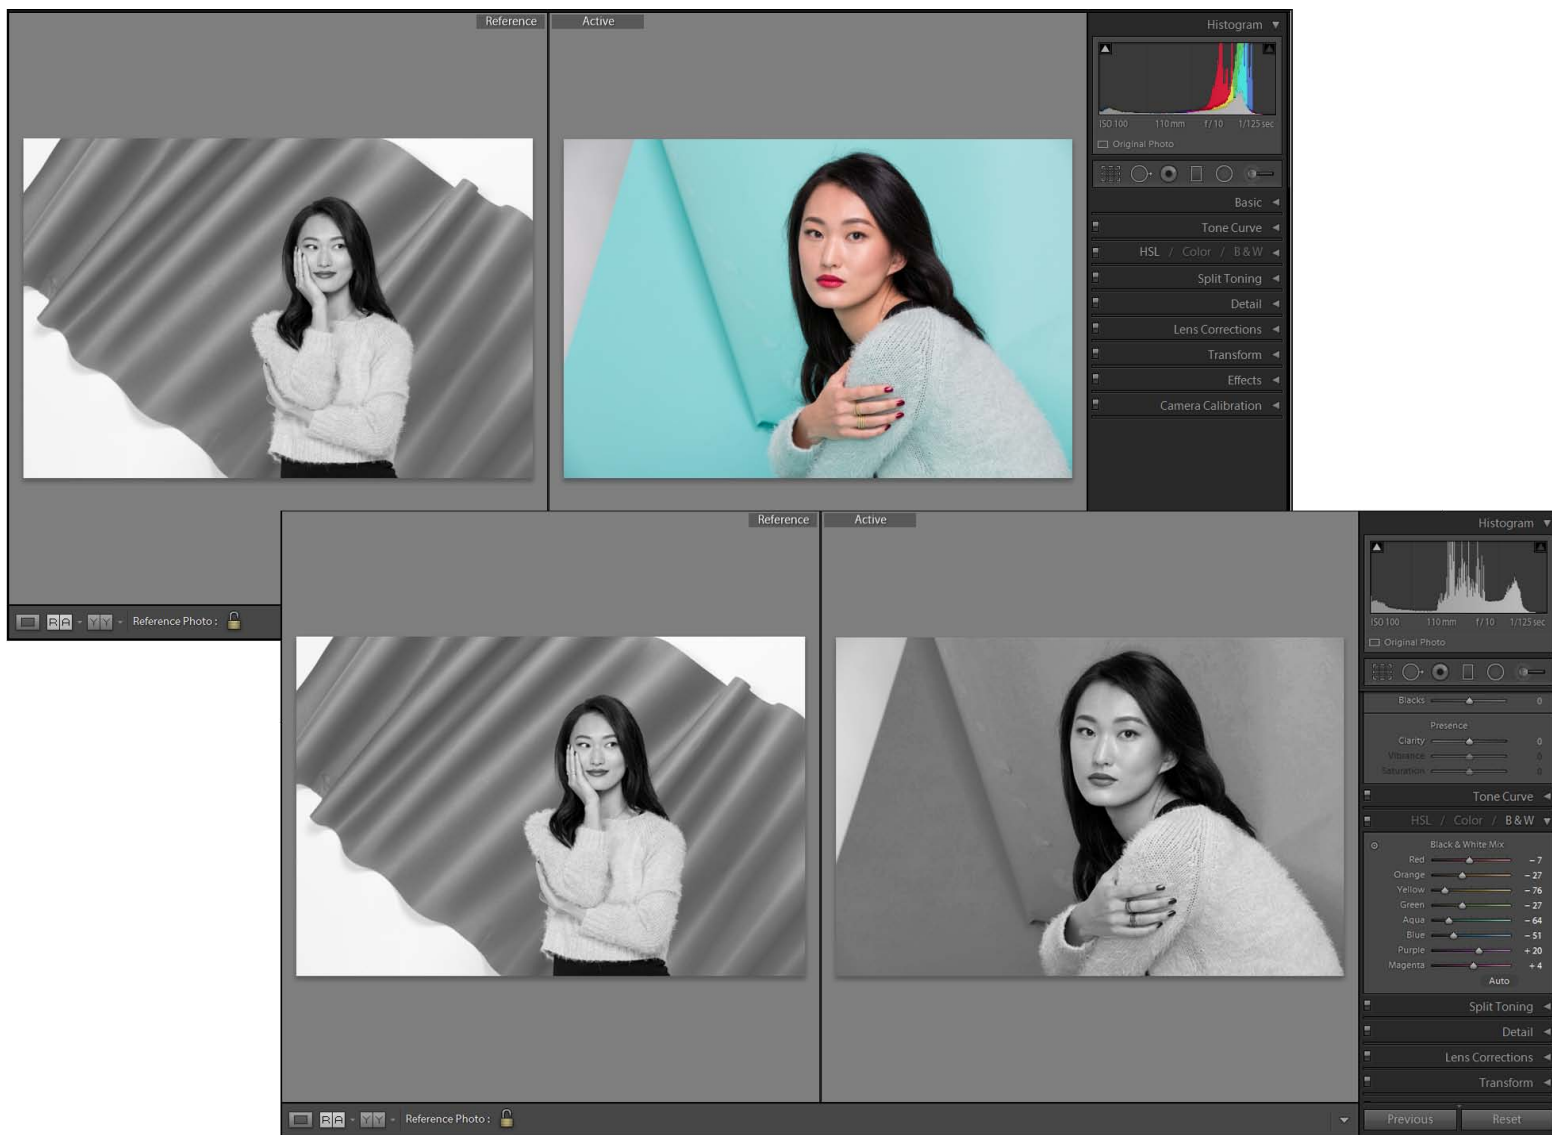 Reference
Active
Histogram
ISO 100 110 mm f / 10 1/125 sec
Original Photo
Basic
Tone Curve
HSL / Color / B & W
Split Toning
Detail
Lens Corrections
Transform
Effects
Camera Calibration
R A Y Y Reference Photo :
Reference
Active
Histogram
ISO 100 110 mm f / 10 1/125 sec
Original Photo
Blacks 0
Presence
Clarity 0
Vibrance 0
Saturation 0
Tone Curve
HSL / Color / B & W
Black & White Mix
Red - 7
Orange - 27
Yellow - 76
Green - 27
Aqua - 64
Blue - 51
Purple + 20
Magenta + 4
Auto
Split Toning
Detail
Lens Corrections
Transform
R A Y Y Reference Photo :
Previous Reset